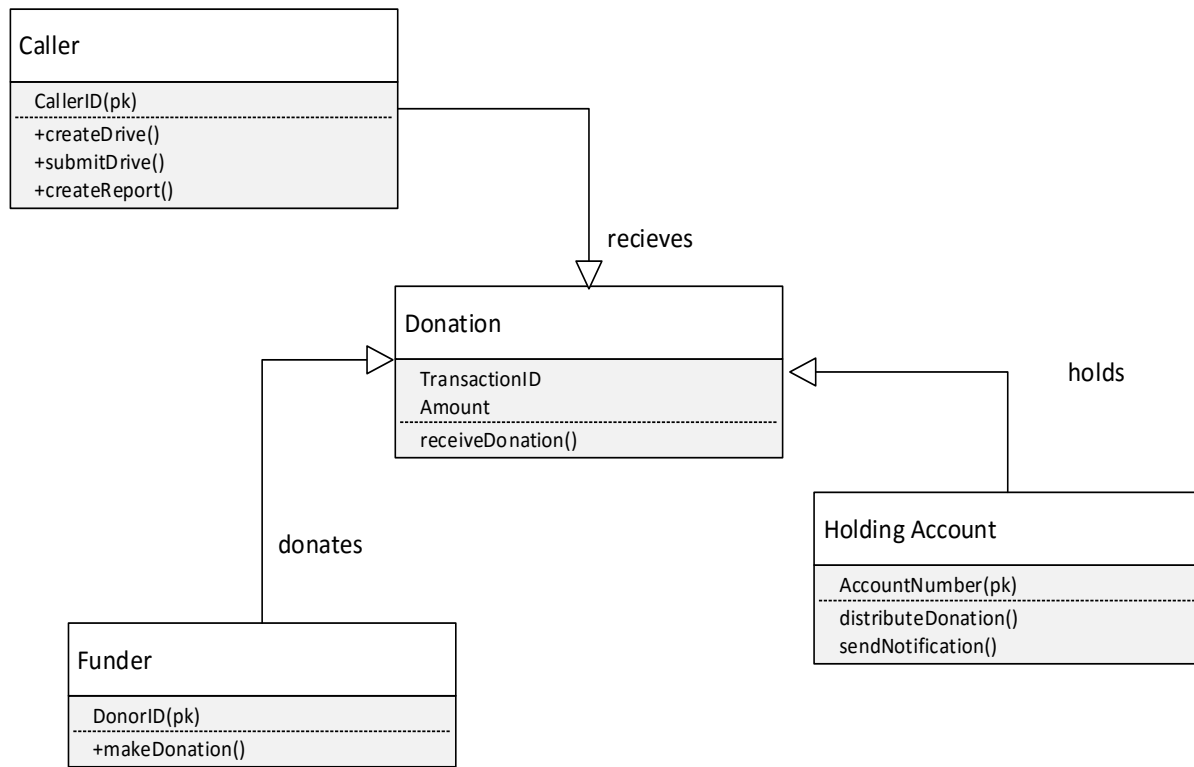 Caller
CallerID(pk)
+createDrive()
+submitDrive()
+createReport()
recieves
Donation
TransactionID
Amount
receiveDonation()
holds
donates
Holding Account
AccountNumber(pk)
distributeDonation()
sendNotification()
Funder
DonorID(pk)
+makeDonation()